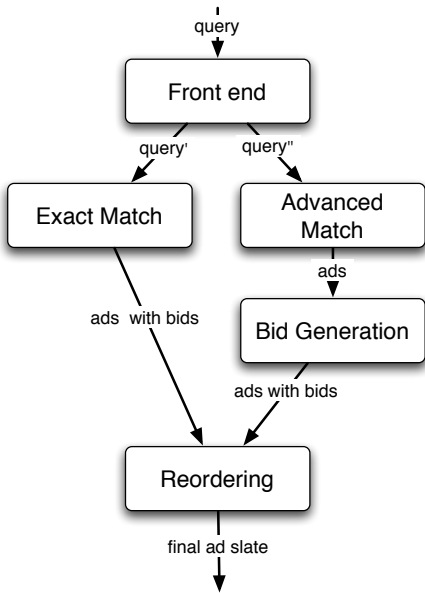 query
Front end
query'
query"
Exact Match
Advanced
Match
ads
ads with bids
Bid Generation
ads with bids
Reordering
final ad slate